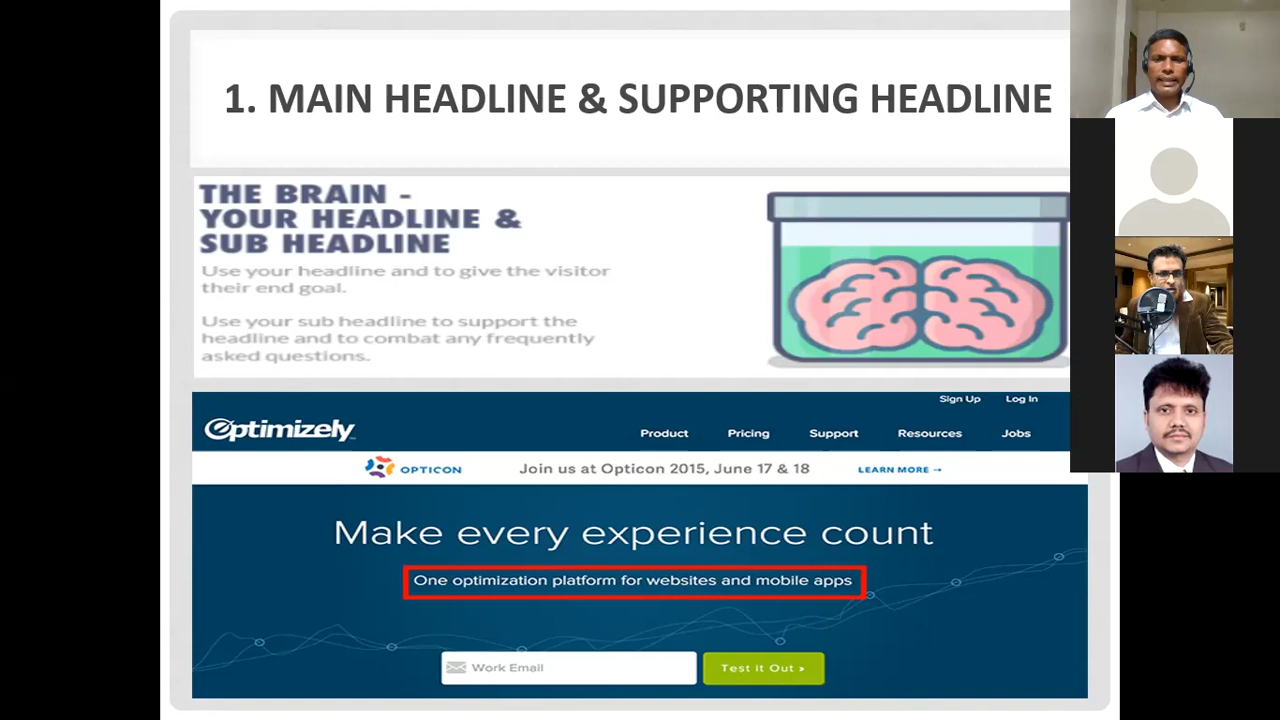 1. MAIN HEADLINE & SUPPORTING HEADLINE
THE BRAIN -
YOUR HEADLINE &
SUB HEADLINE
Use your headline and to give the visitor
their end goal.
Use your sub headline to support the
headline and to combat any frequently
asked questions.
Sign Up Log In
Optimizely
Product Pricing Support Resources Jobs
OPTICON Join us at Opticon 2015, June 17 & 18 LEARN MORE →
Make every experience count
One optimization platform for websites and mobile apps
Work Email Test It Out »